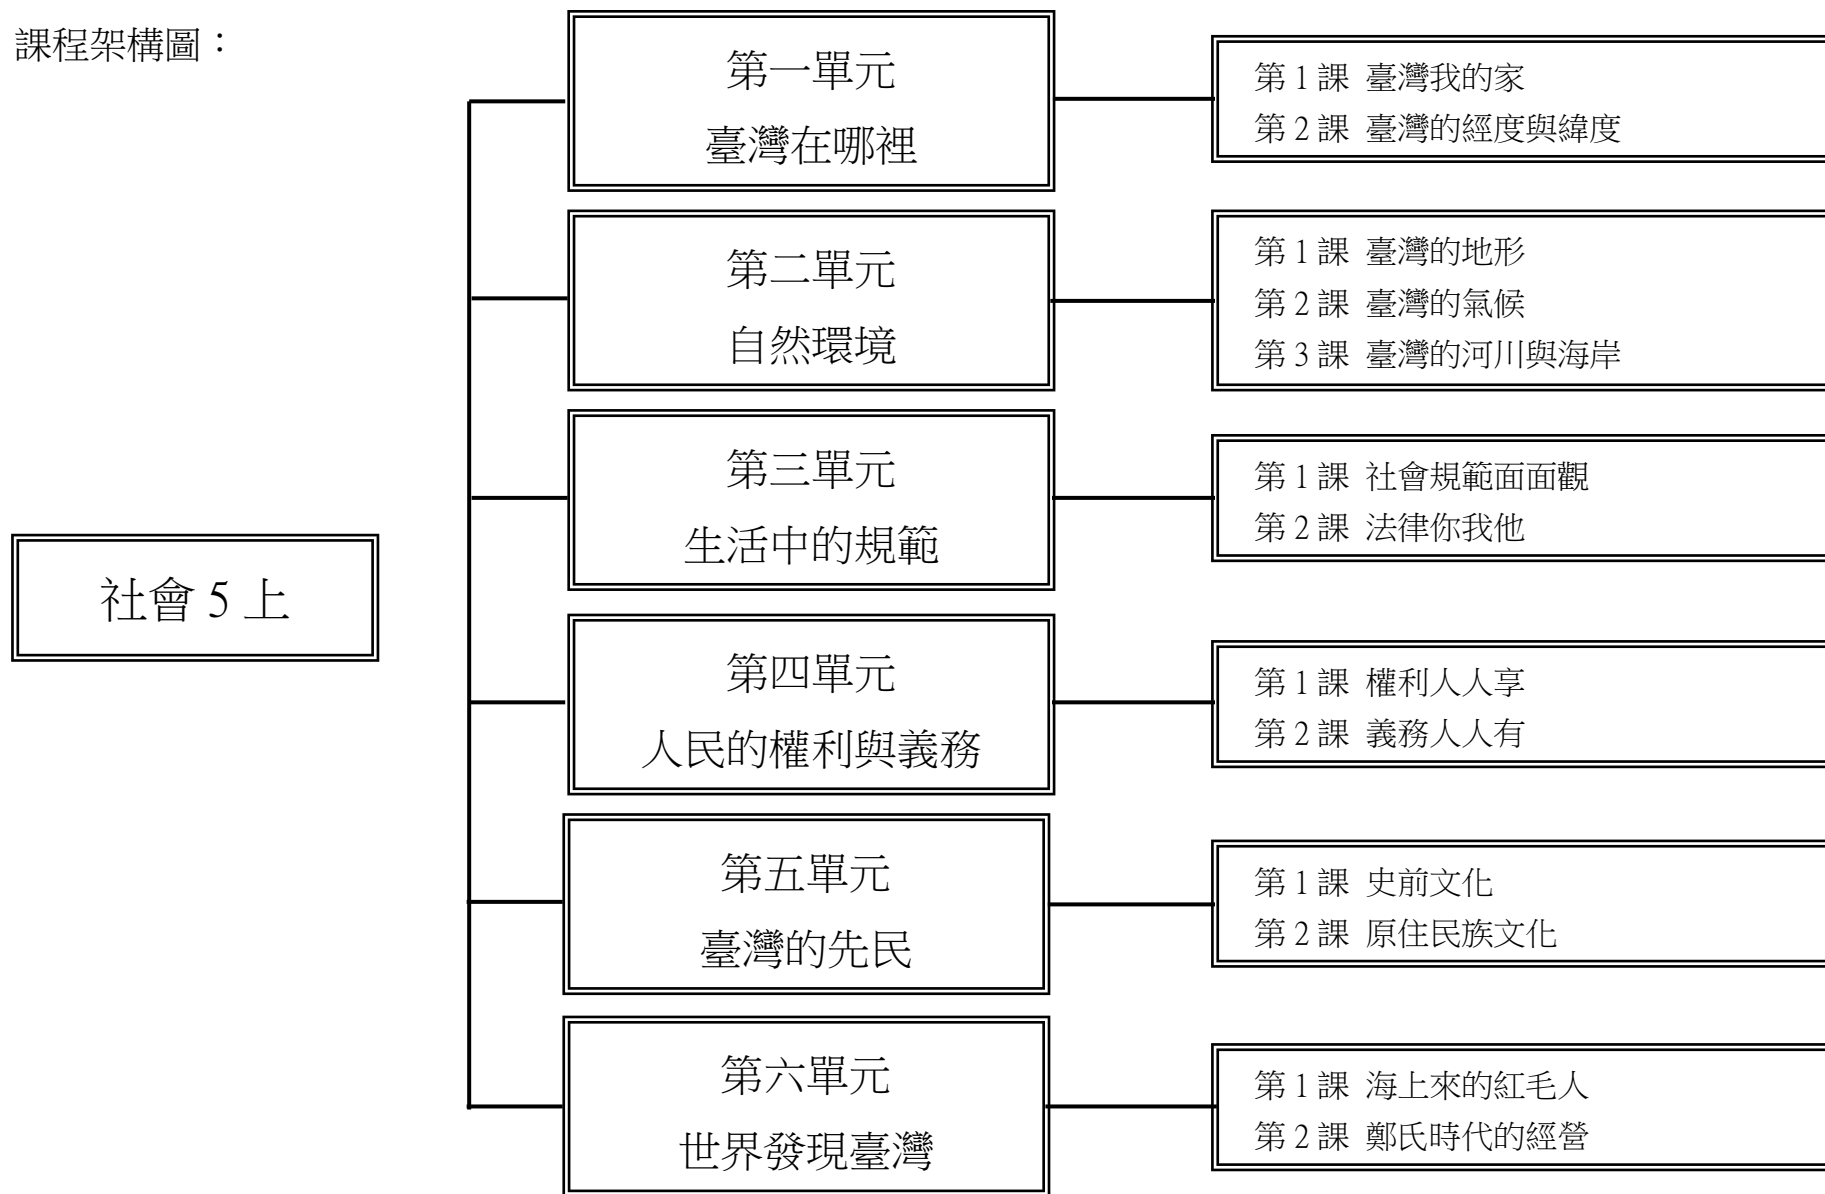 課程架構圖：
社會 5 上
第一單元
臺灣在哪裡
第 1 課 臺灣我的家
第 2 課 臺灣的經度與緯度
第二單元
自然環境
第 1 課 臺灣的地形
第 2 課 臺灣的氣候
第 3 課 臺灣的河川與海岸
第三單元
生活中的規範
第 1 課 社會規範面面觀
第 2 課 法律你我他
第四單元
人民的權利與義務
第 1 課 權利人人享
第 2 課 義務人人有
第五單元
臺灣的先民
第 1 課 史前文化
第 2 課 原住民族文化
第六單元
世界發現臺灣
第 1 課 海上來的紅毛人
第 2 課 鄭氏時代的經營